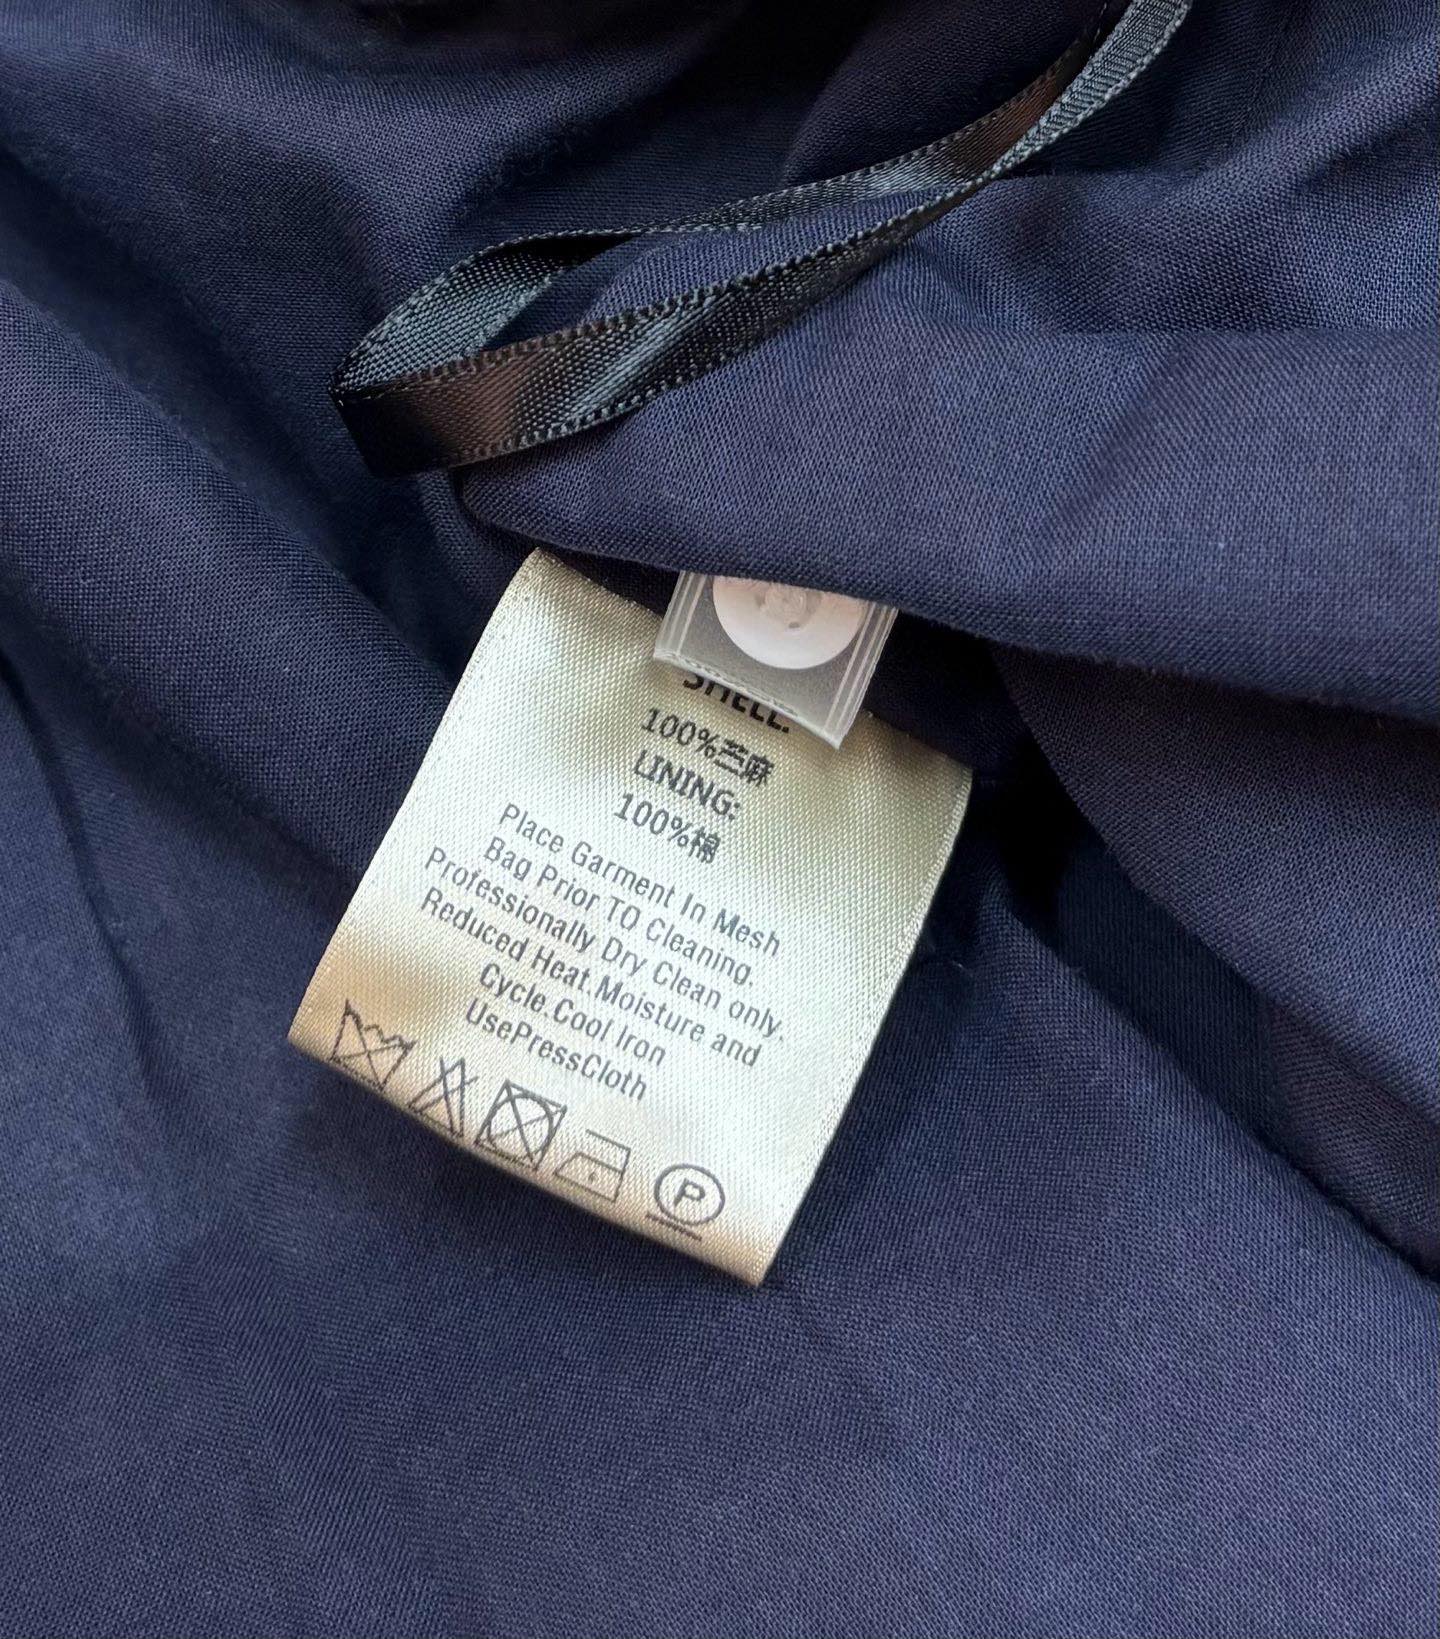 SHELL:
100%苎麻
LINING:
100%棉
Place Garment In Mesh
Bag Prior TO Cleaning.
Professionally Dry Clean only.
Reduced Heat.Moisture and
Cycle.Cool Iron
UsePressCloth
P